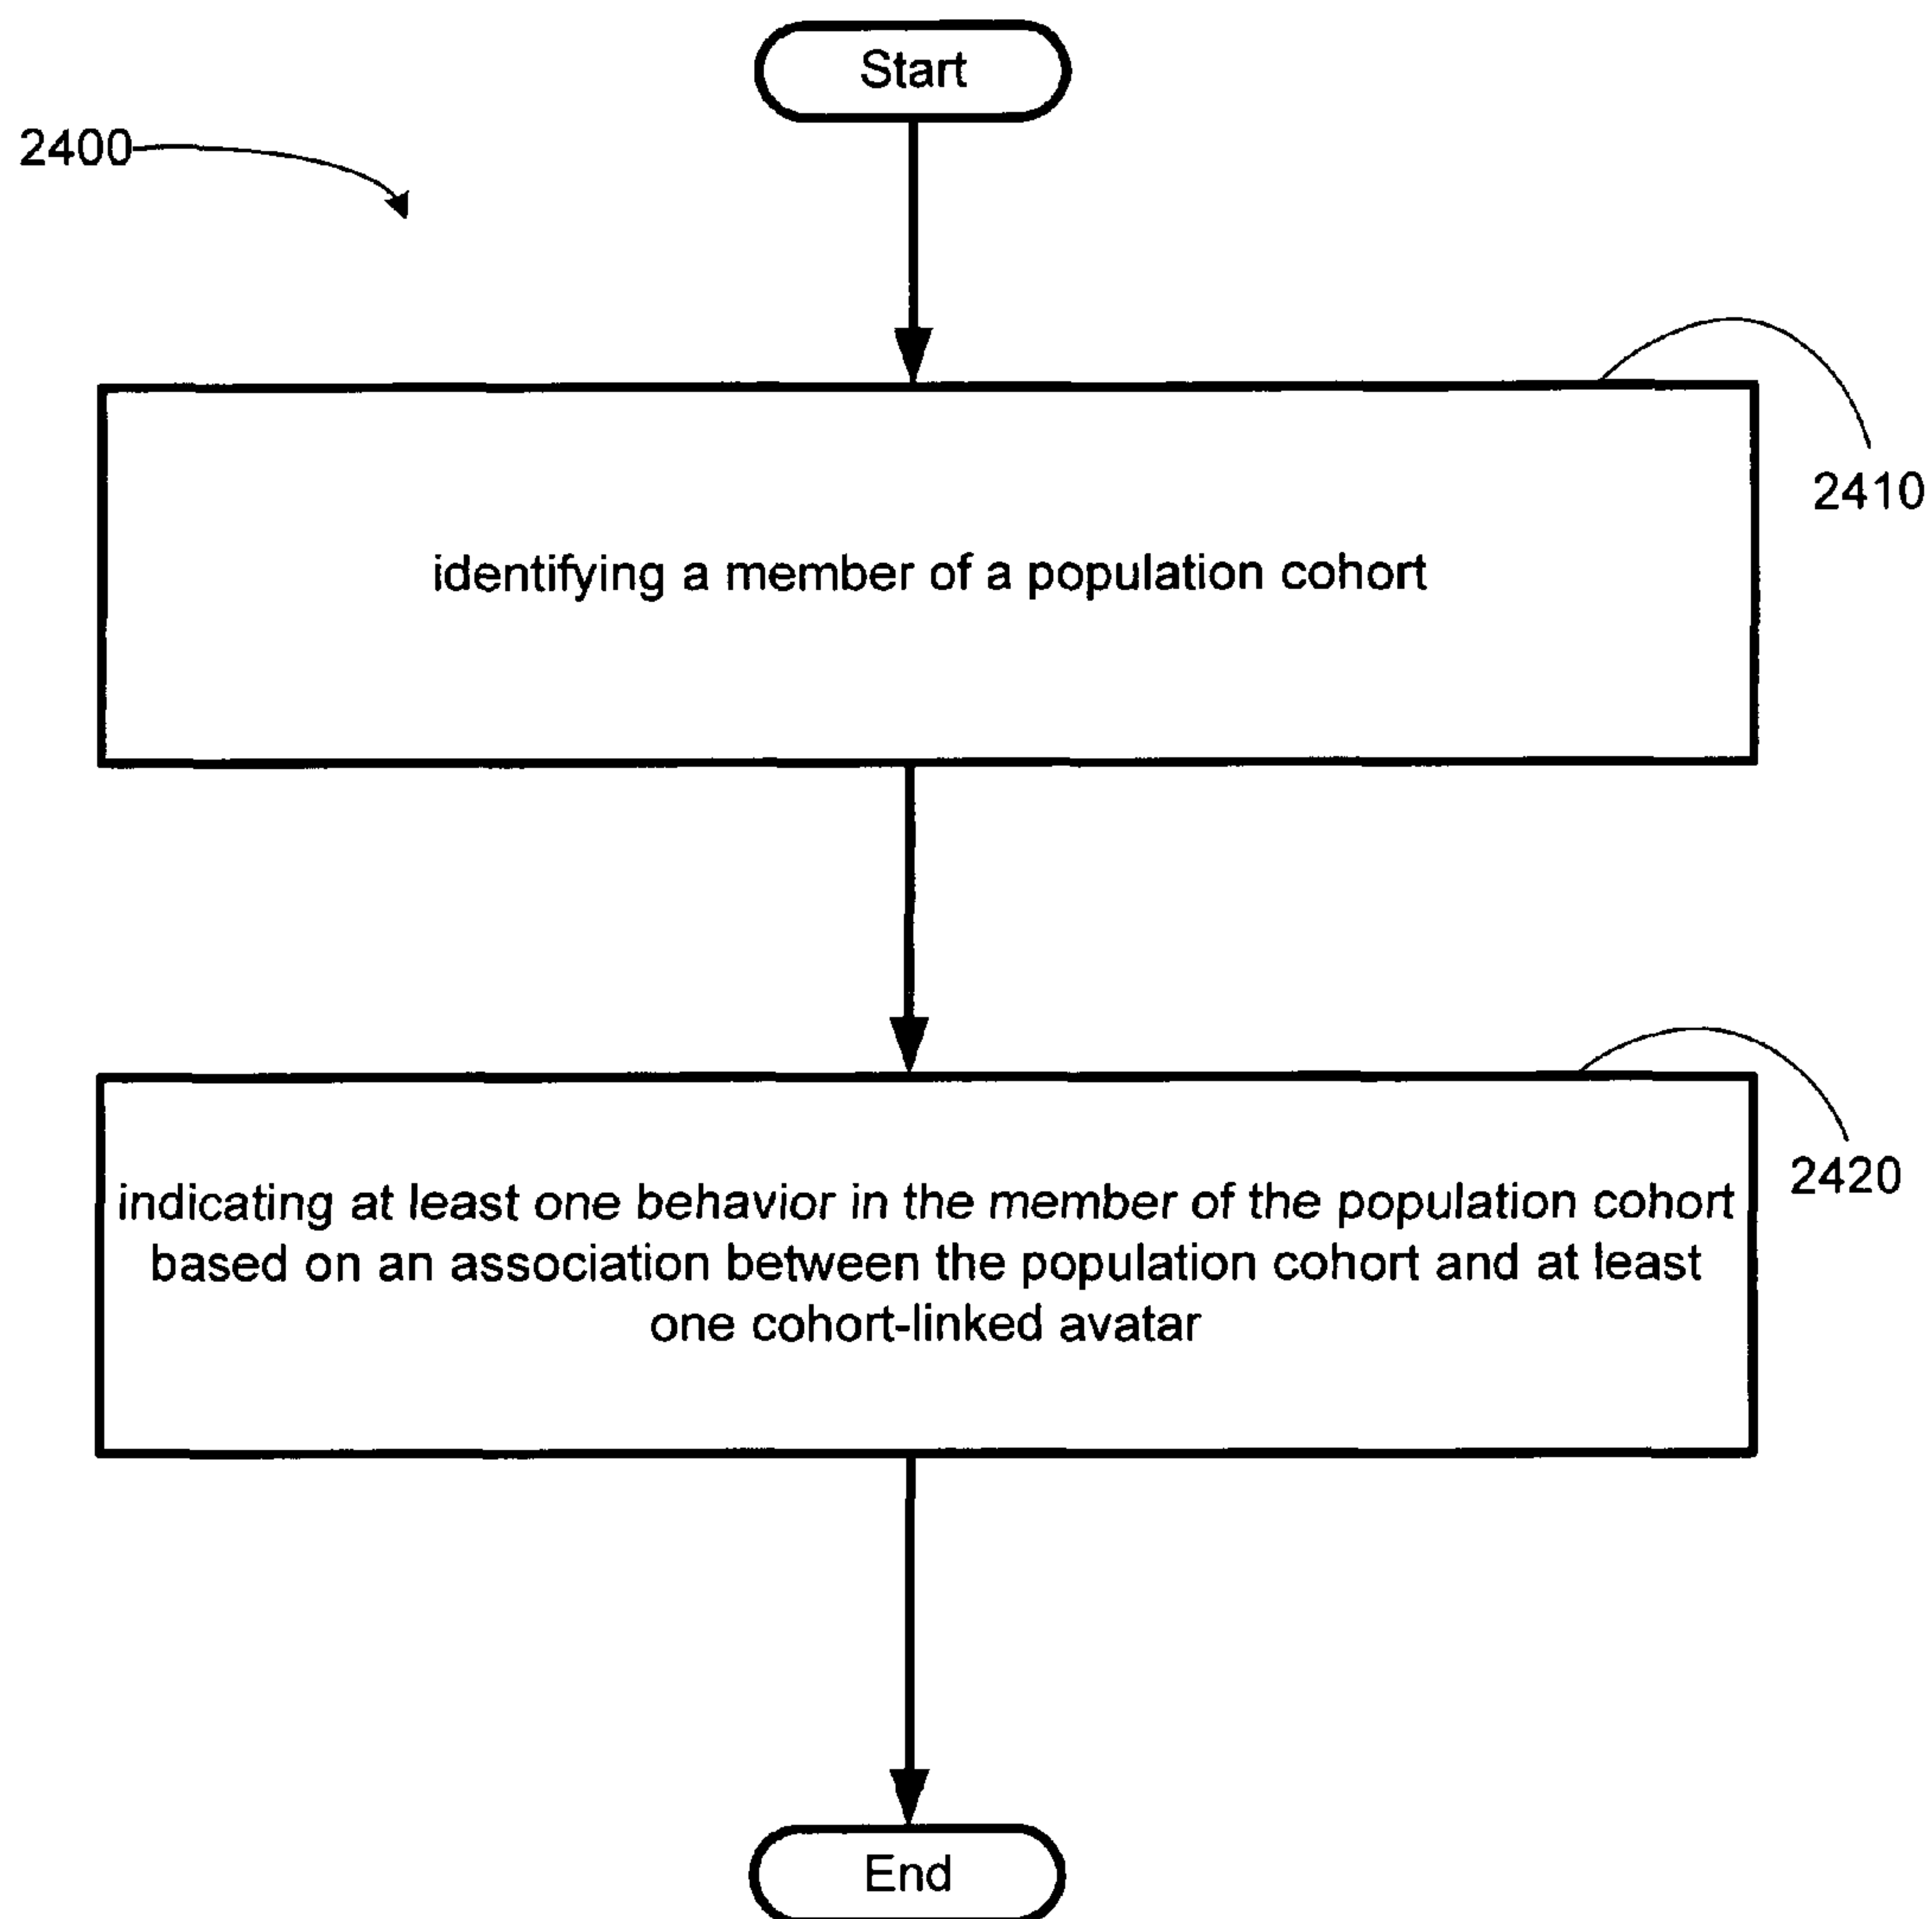 Start
2400
2410
identifying a member of a population cohort
2420
indicating at least one behavior in the member of the population cohort
based on an association between the population cohort and at least
one cohort-linked avatar
End